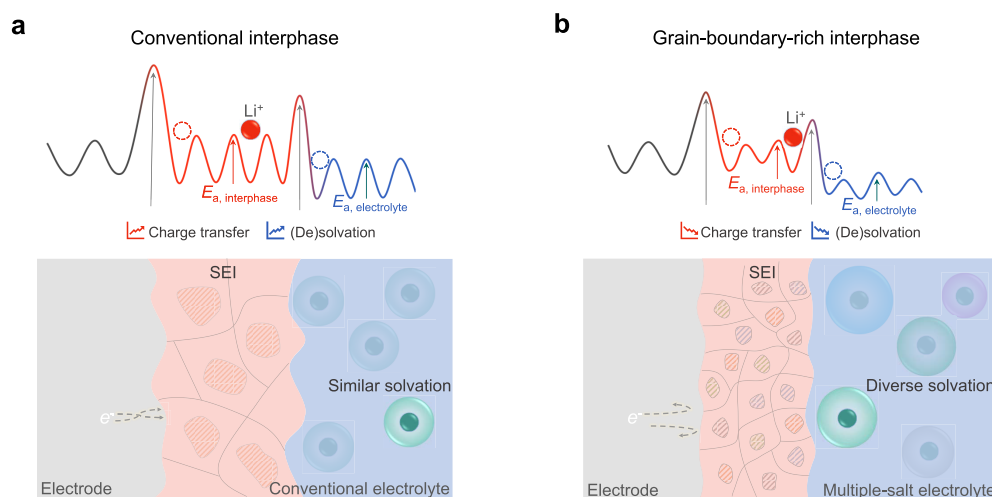 a
Conventional interphase
Li⁺
Eₐ, interphase
Eₐ, electrolyte
Charge transfer
(De)solvation
SEI
Similar solvation
e⁻
Electrode
Conventional electrolyte
b
Grain-boundary-rich interphase
Li⁺
Eₐ, interphase
Eₐ, electrolyte
Charge transfer
(De)solvation
SEI
Diverse solvation
e⁻
Electrode
Multiple-salt electrolyte